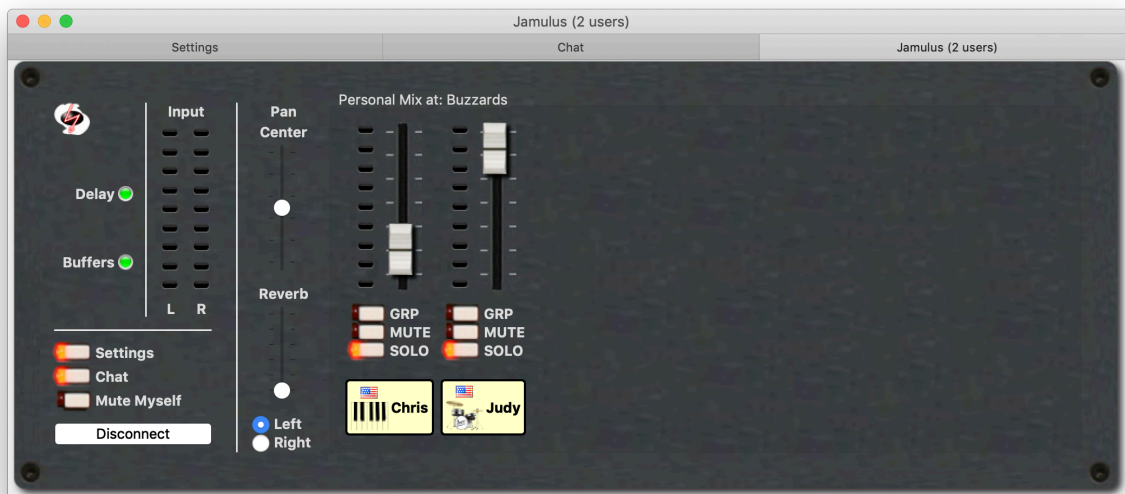 Jamulus (2 users)
Settings
Chat
Jamulus (2 users)
Personal Mix at: Buzzards
Input
Pan
Center
Delay
Buffers
L R
Reverb
GRP
MUTE
SOLO
GRP
MUTE
SOLO
Settings
Chat
Mute Myself
Disconnect
Left
Right
Chris
Judy